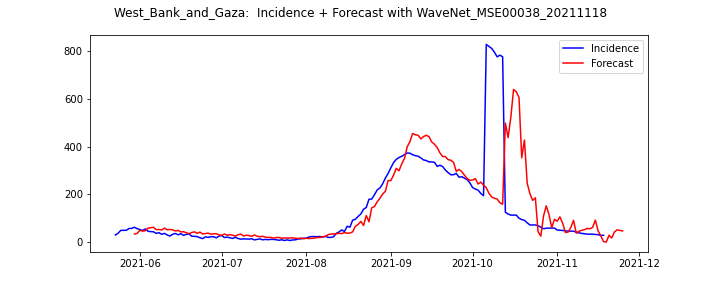 West_Bank_and_Gaza:  Incidence + Forecast with WaveNet_MSE00038_20211118
Incidence
Forecast
800
600
400
200
0
2021-06 2021-07 2021-08 2021-09 2021-10 2021-11 2021-12